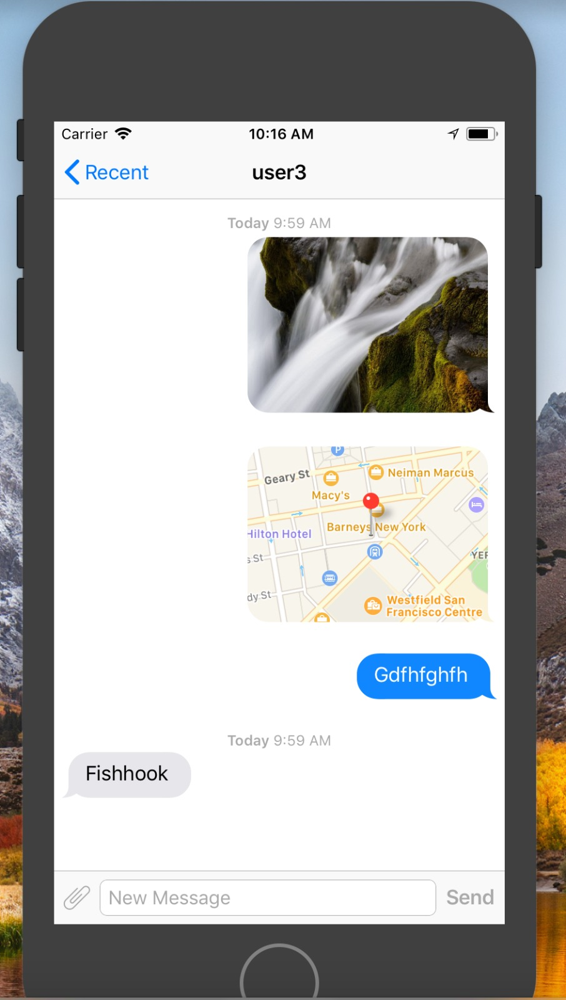 Carrier 10:16 AM
Recent user3
Today 9:59 AM
P
Geary St
Neiman Marcus
Macy's
Barneys New York
Hilton Hotel
s St
YER
dy St
Westfield San
Francisco Centre
Gdfhfghfh
Today 9:59 AM
Fishhook
New Message Send